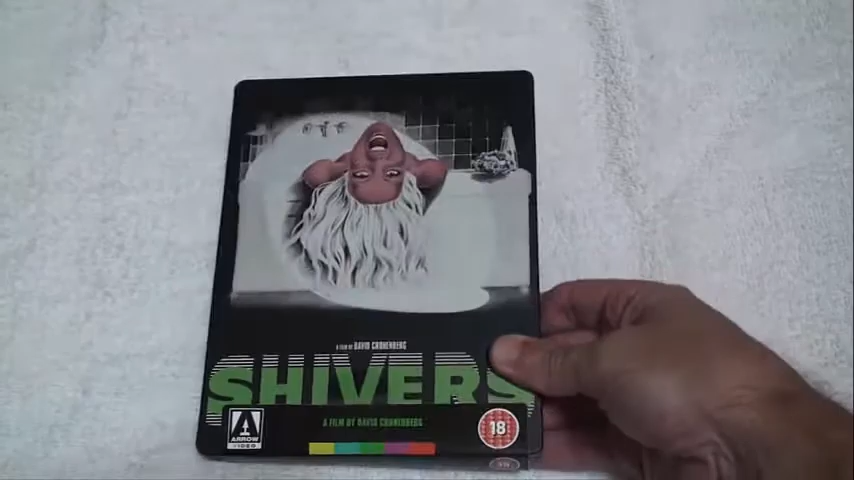 A FILM BY DAVID CRONENBERG
SHIVERS
A FILM BY DAVID CRONENBERG
ARROW
VIDEO
18